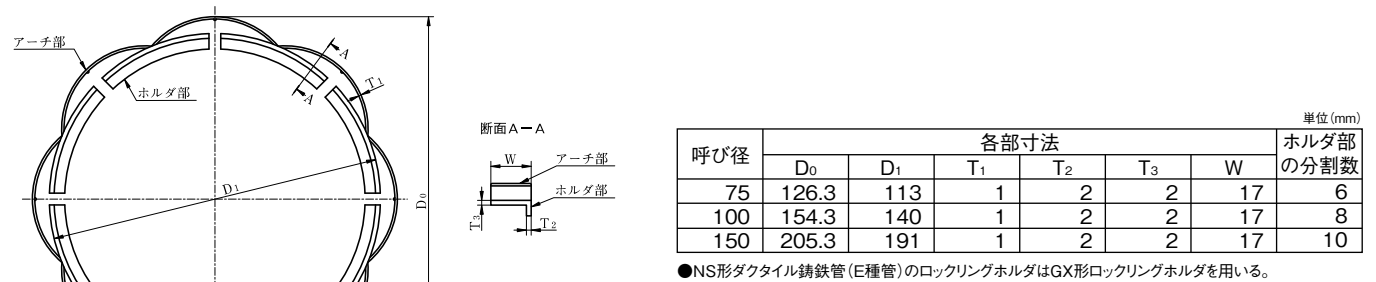 アーチ部
ホルダ部
A
A
T1
D1
D0
断面A－A
W
アーチ部
ホルダ部
T3
T2
単位(mm)
呼び径 各部寸法 ホルダ部の分割数
D0 D1 T1 T2 T3 W
75 126.3 113 1 2 2 17 6
100 154.3 140 1 2 2 17 8
150 205.3 191 1 2 2 17 10
●NS形ダクタイル鋳鉄管(E種管)のロックリングホルダはGX形ロックリングホルダを用いる。